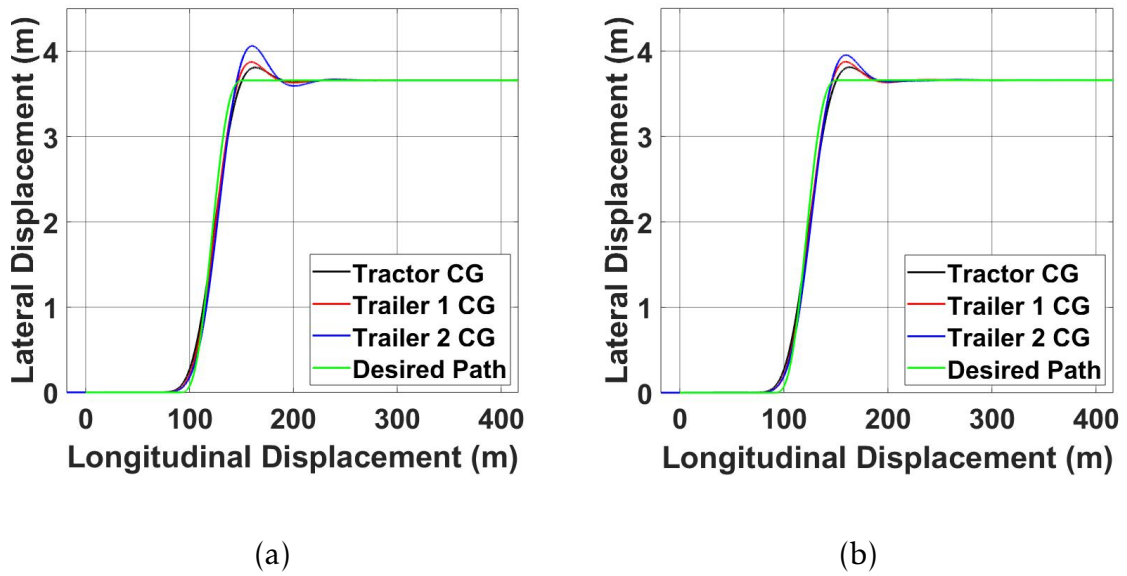 Lateral Displacement (m)
4
3
2
1
0
0 100 200 300 400
Longitudinal Displacement (m)
Tractor CG
Trailer 1 CG
Trailer 2 CG
Desired Path
(a)
Lateral Displacement (m)
4
3
2
1
0
0 100 200 300 400
Longitudinal Displacement (m)
Tractor CG
Trailer 1 CG
Trailer 2 CG
Desired Path
(b)